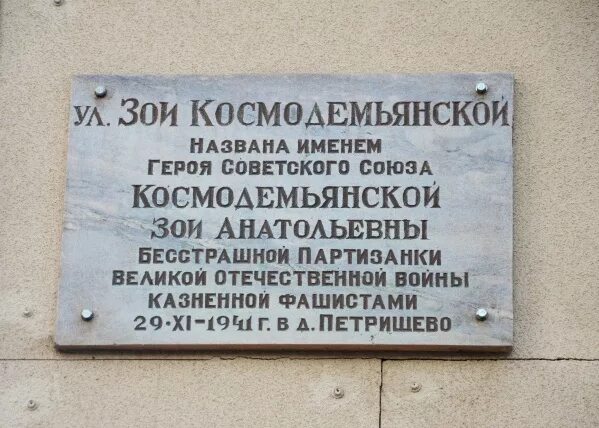 ул. Зои Космодемьянской
названа именем
Героя Советского Союза
Космодемьянской
Зои Анатольевны
бесстрашной партизанки
Великой Отечественной войны
казненной фашистами
29·XI-1941 г. в д. Петрищево